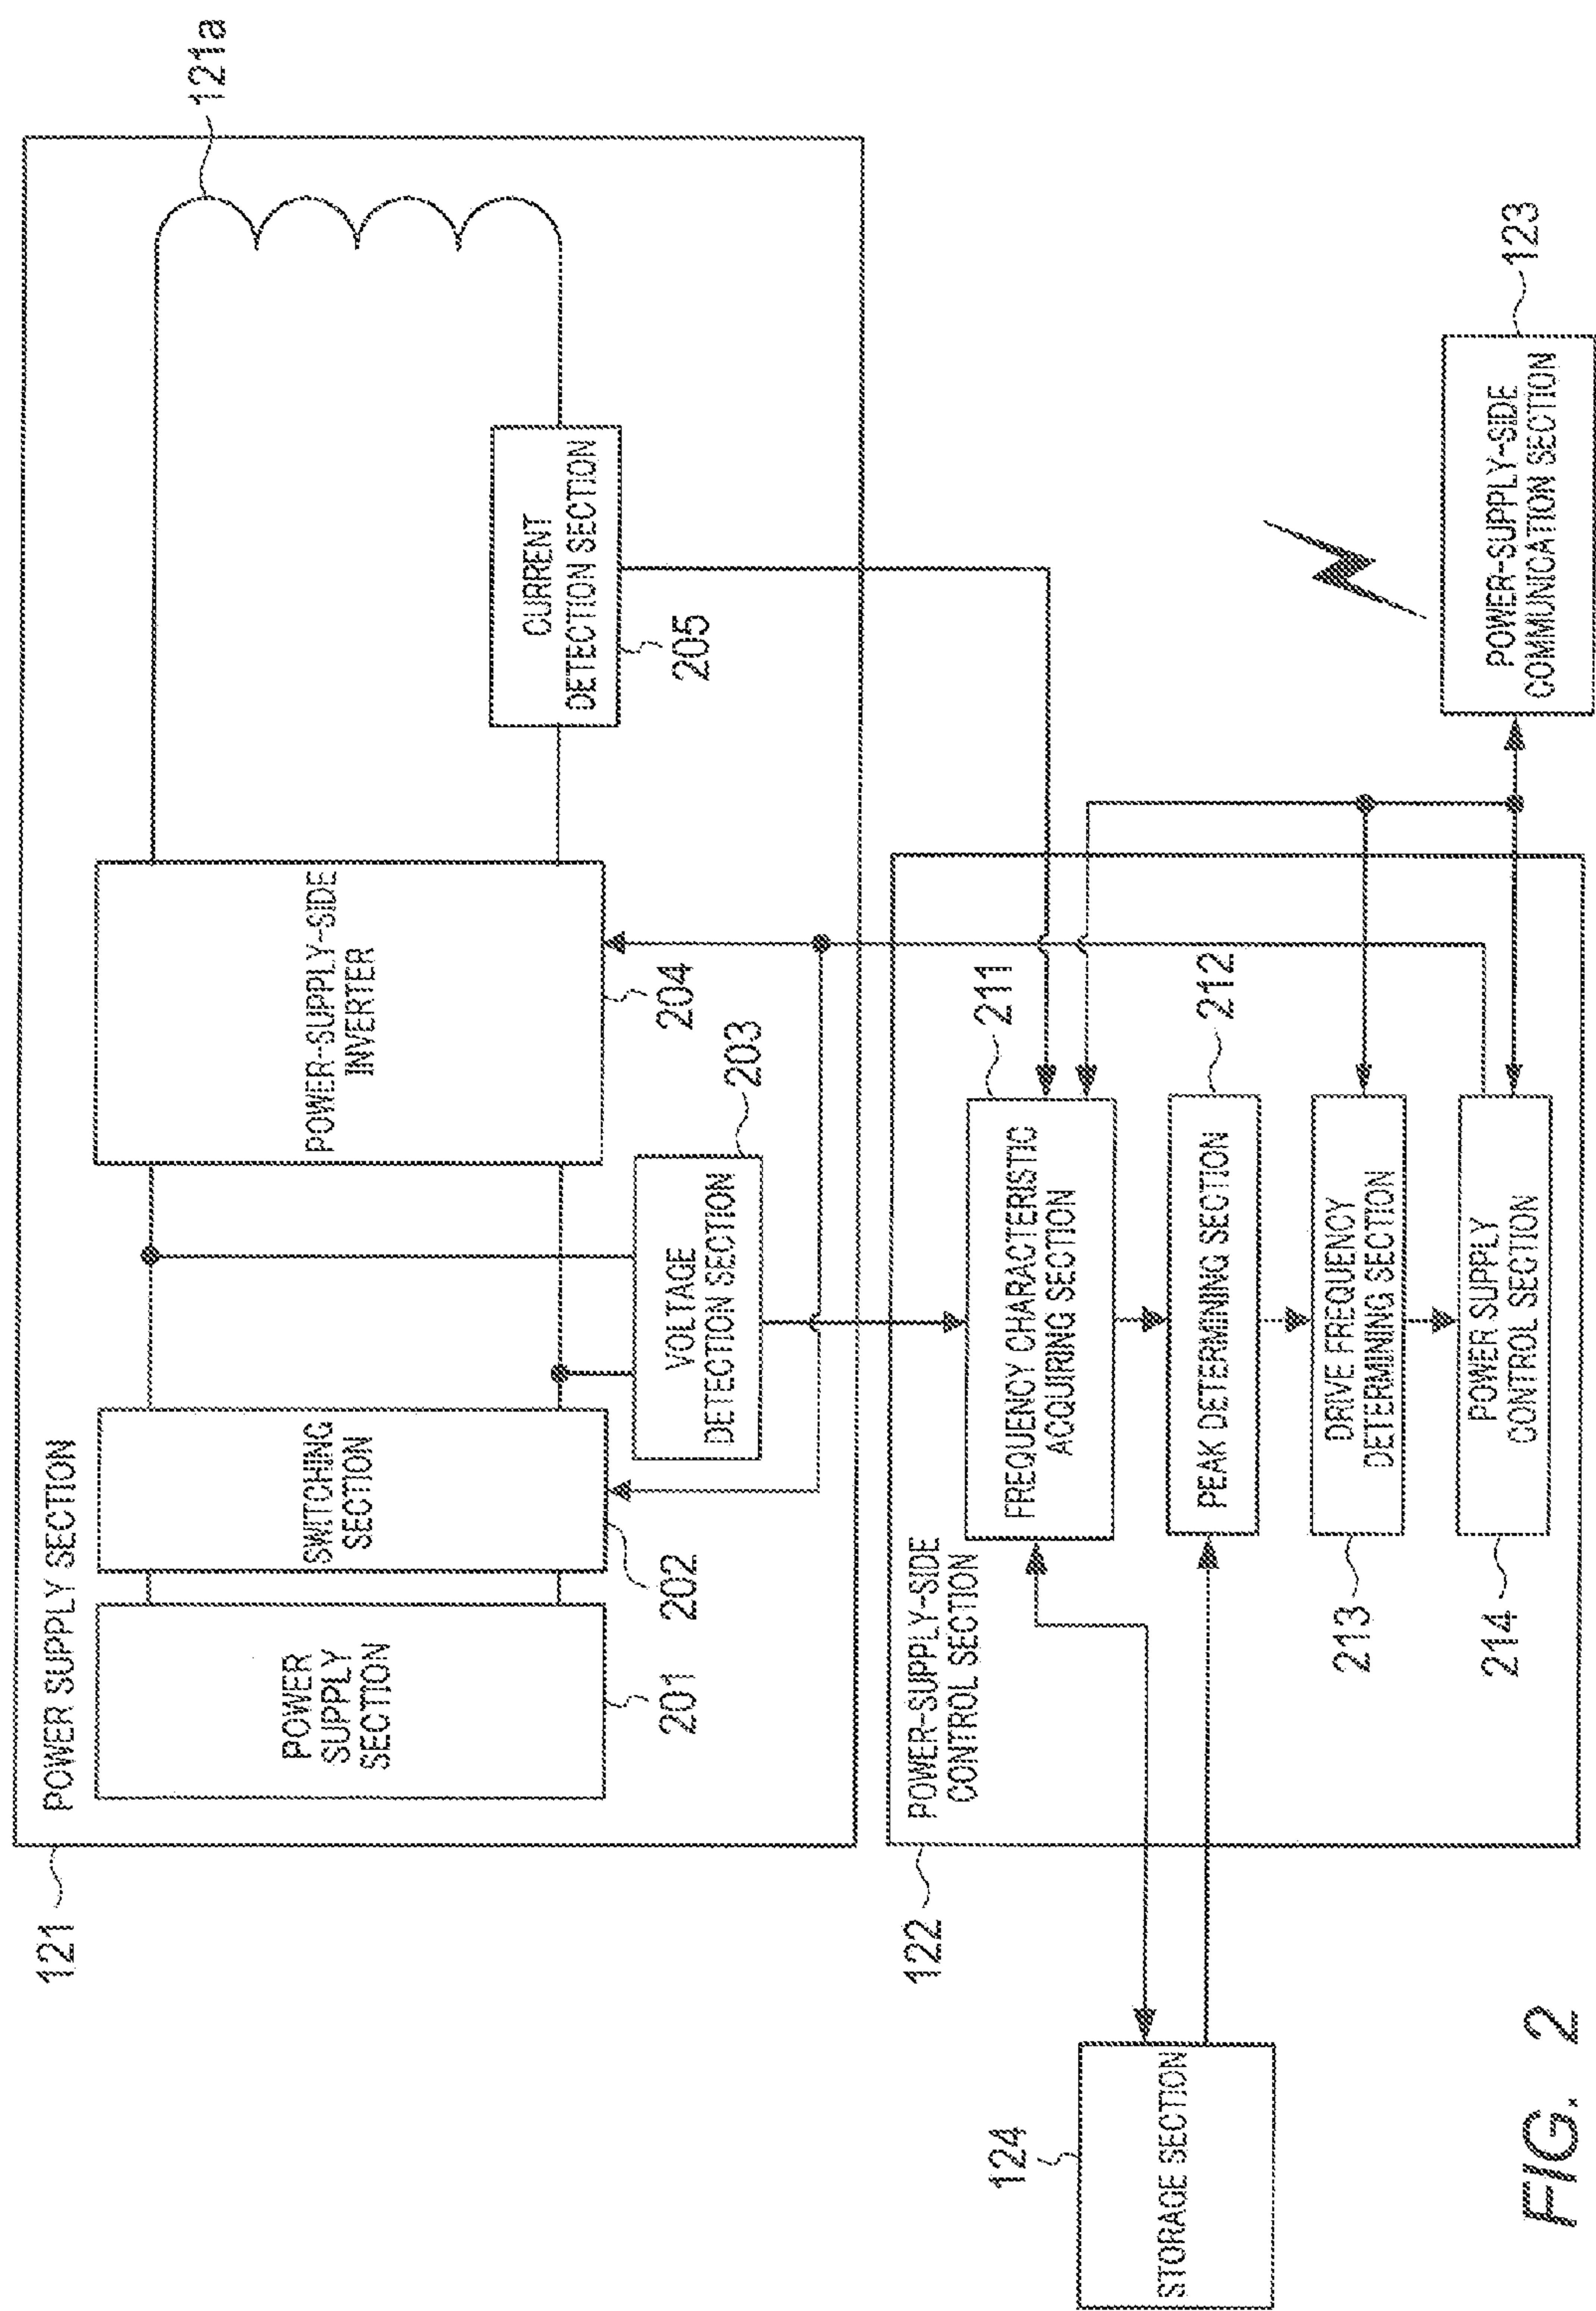 121
POWER SUPPLY SECTION
121a
POWER
SUPPLY
SECTION
201
SWITCHING
SECTION
202
POWER-SUPPLY-SIDE
INVERTER
204
VOLTAGE
DETECTION SECTION
203
CURRENT
DETECTION SECTION
205
122
POWER-SUPPLY-SIDE
CONTROL SECTION
FREQUENCY CHARACTERISTIC
ACQUIRING SECTION
211
PEAK DETERMINING SECTION
212
DRIVE FREQUENCY
DETERMINING SECTION
213
POWER SUPPLY
CONTROL SECTION
214
POWER-SUPPLY-SIDE
COMMUNICATION SECTION
123
124
STORAGE SECTION
FIG. 2